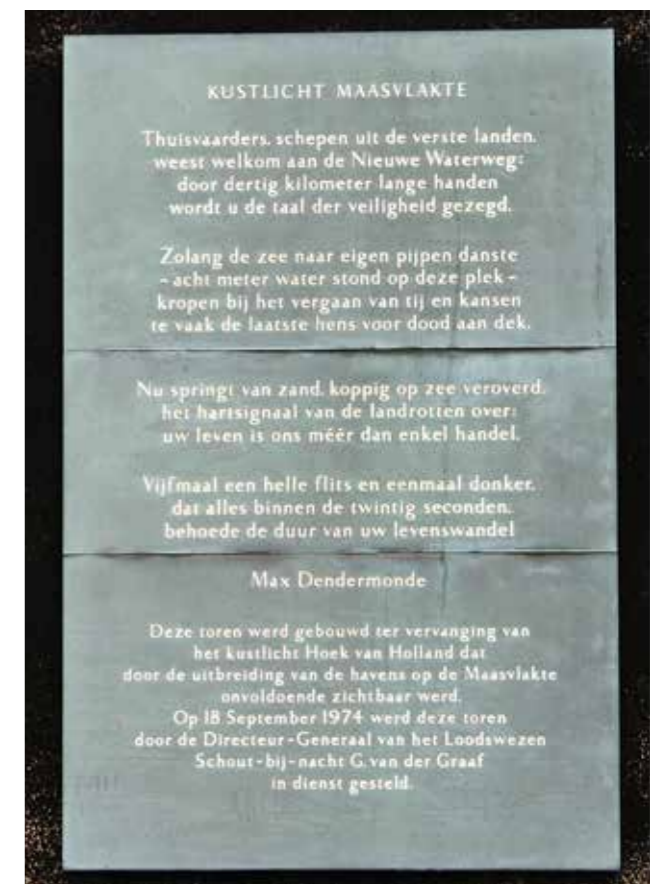 KUSTLICHT MAASVLAKTE
Thuisvaarders, schepen uit de verste landen,
weest welkom aan de Nieuwe Waterweg:
door dertig kilometer lange handen
wordt u de taal der veiligheid gezegd.
Zolang de zee naar eigen pijpen danste
- acht meter water stond op deze plek -
kropen bij het vergaan van tij en kansen
te vaak de laatste hens voor dood aan dek.
Nu springt van zand, koppig op zee veroverd,
het hartsignaal van de landrotten over:
uw leven is ons méér dan enkel handel.
Vijfmaal een helle flits en eenmaal donker,
dat alles binnen de twintig seconden,
behoede de duur van uw levenswandel
Max Dendermonde
Deze toren werd gebouwd ter vervanging van
het kustlicht Hoek van Holland dat
door de uitbreiding van de havens op de Maasvlakte
onvoldoende zichtbaar werd.
Op 18 September 1974 werd deze toren
door de Directeur-Generaal van het Loodswezen
Schout-bij-nacht G. van der Graaf
in dienst gesteld.